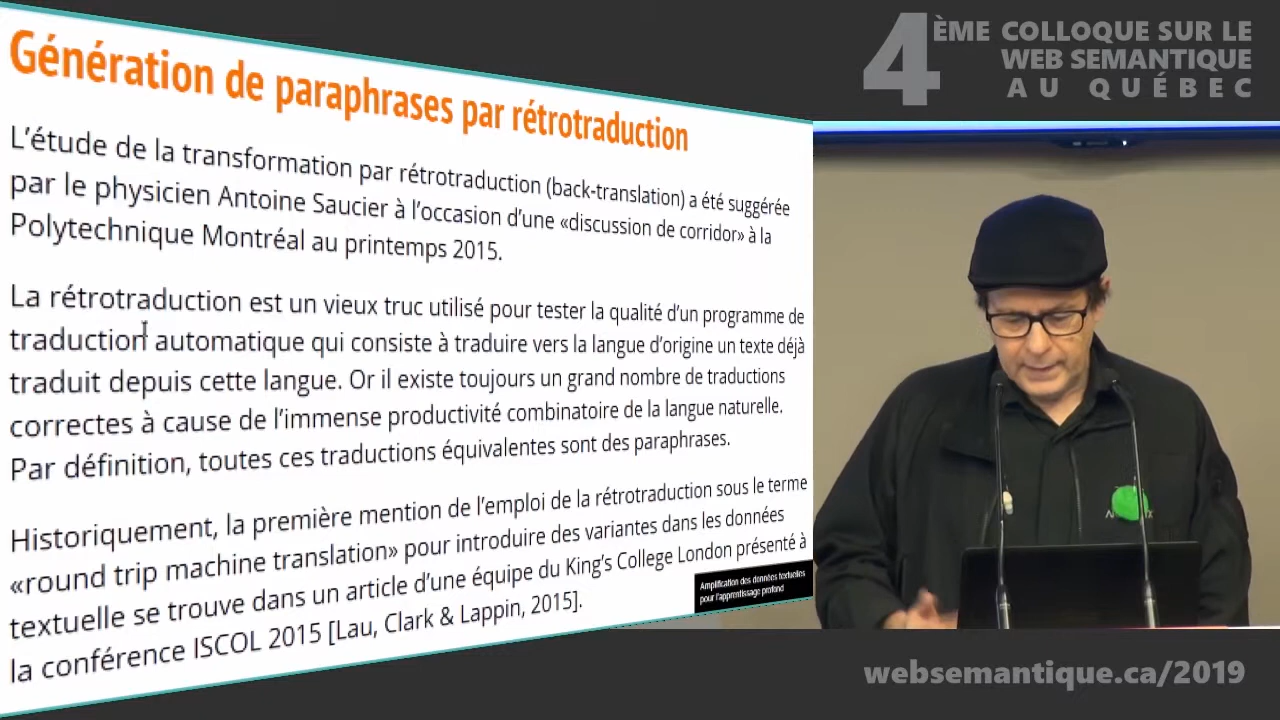 Génération de paraphrases par rétrotraduction
L’étude de la transformation par rétrotraduction (back-translation) a été suggérée
par le physicien Antoine Saucier à l’occasion d’une «discussion de corridor» à la
Polytechnique Montréal au printemps 2015.
La rétrotraduction est un vieux truc utilisé pour tester la qualité d’un programme de
traduction automatique qui consiste à traduire vers la langue d’origine un texte déjà
traduit depuis cette langue. Or il existe toujours un grand nombre de traductions
correctes à cause de l’immense productivité combinatoire de la langue naturelle.
Par définition, toutes ces traductions équivalentes sont des paraphrases.
Historiquement, la première mention de l’emploi de la rétrotraduction sous le terme
«round trip machine translation» pour introduire des variantes dans les données
textuelle se trouve dans un article d’une équipe du King’s College London présenté à
la conférence ISCOL 2015 [Lau, Clark & Lappin, 2015].
Amplification des données textuelles
pour l’apprentissage profond
4ÈME COLLOQUE SUR LE
WEB SEMANTIQUE
AU QUÉBEC
websemantique.ca/2019